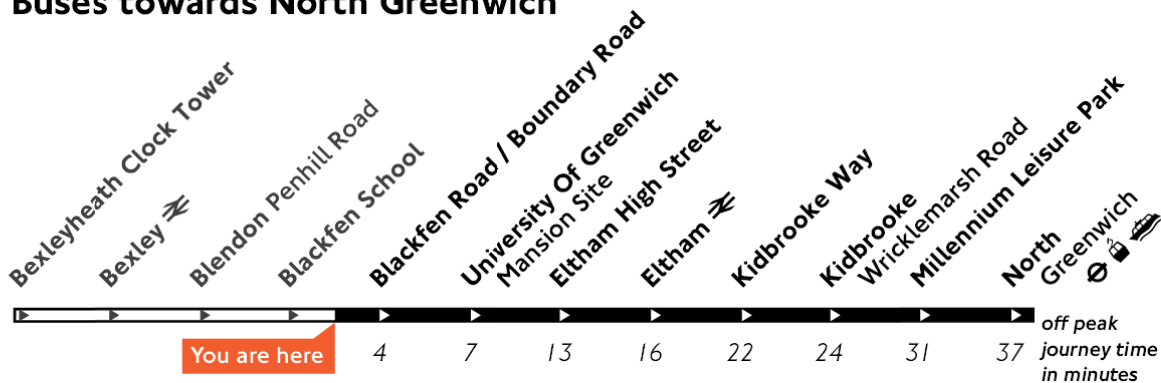 Buses towards North Greenwich
Bexleyheath Clock Tower
Bexley
Blendon Penhill Road
Blackfen School
Blackfen Road / Boundary Road
University Of Greenwich
Mansion Site
Eltham High Street
Eltham
Kidbrooke Way
Kidbrooke
Wricklemarsh Road
Millennium Leisure Park
North
Greenwich
You are here
4 7 13 16 22 24 31 37
off peak
journey time
in minutes